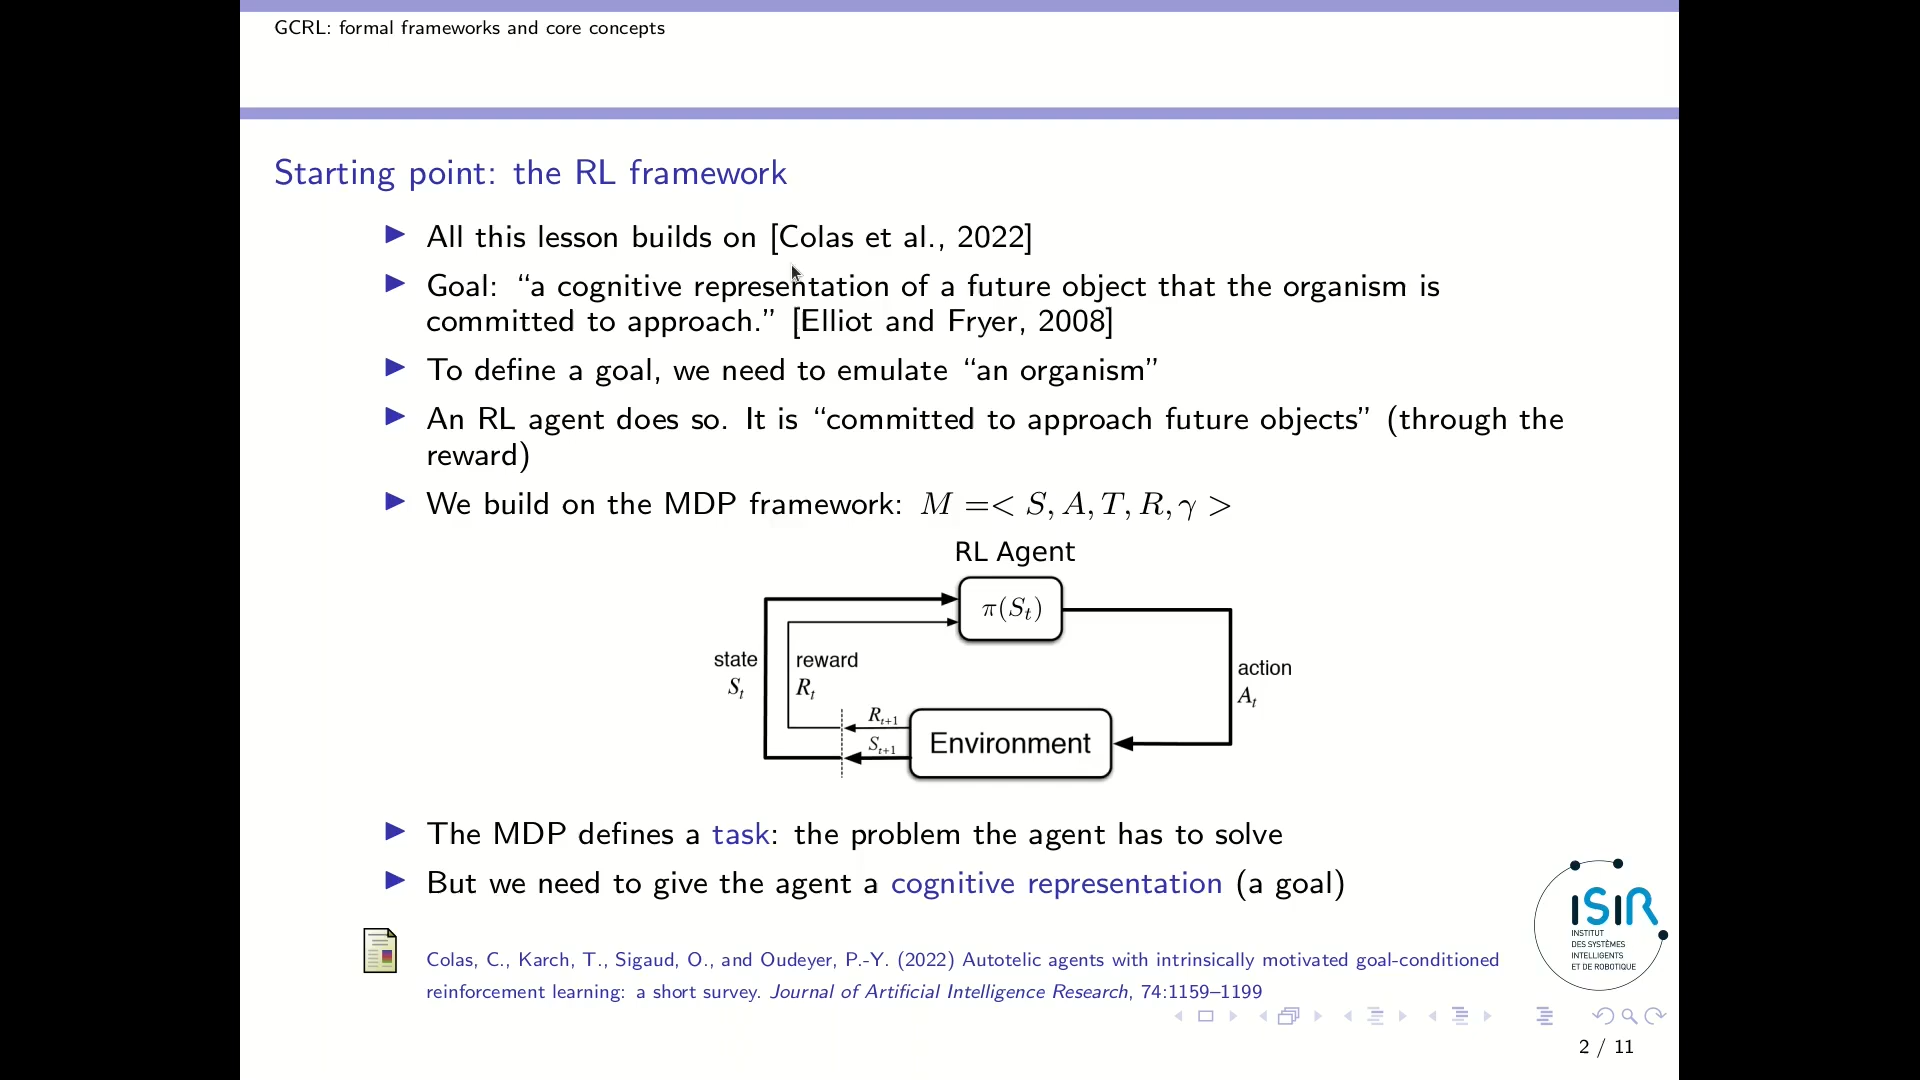 GCRL: formal frameworks and core concepts
Starting point: the RL framework
All this lesson builds on [Colas et al., 2022]
Goal: “a cognitive representation of a future object that the organism is
committed to approach.” [Elliot and Fryer, 2008]
To define a goal, we need to emulate “an organism”
An RL agent does so. It is “committed to approach future objects” (through the
reward)
We build on the MDP framework: M =< S, A, T, R, γ >
RL Agent
π(Sₜ)
state
Sₜ
reward
Rₜ
action
Aₜ
Rₜ₊₁
Sₜ₊₁
Environment
The MDP defines a task: the problem the agent has to solve
But we need to give the agent a cognitive representation (a goal)
ISIR
INSTITUT
DES SYSTÈMES
INTELLIGENTS
ET DE ROBOTIQUE
Colas, C., Karch, T., Sigaud, O., and Oudeyer, P.-Y. (2022) Autotelic agents with intrinsically motivated goal-conditioned
reinforcement learning: a short survey. Journal of Artificial Intelligence Research, 74:1159–1199
2 / 11